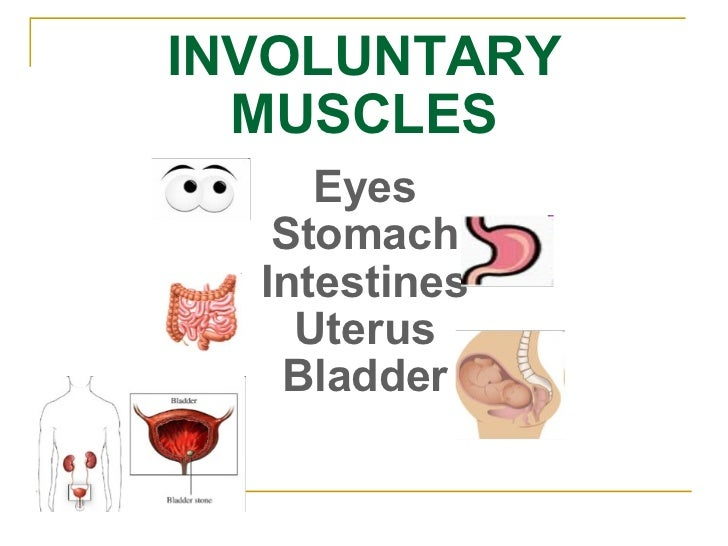 INVOLUNTARY
MUSCLES
Eyes
Stomach
Intestines
Uterus
Bladder
Bladder
Bladder stone